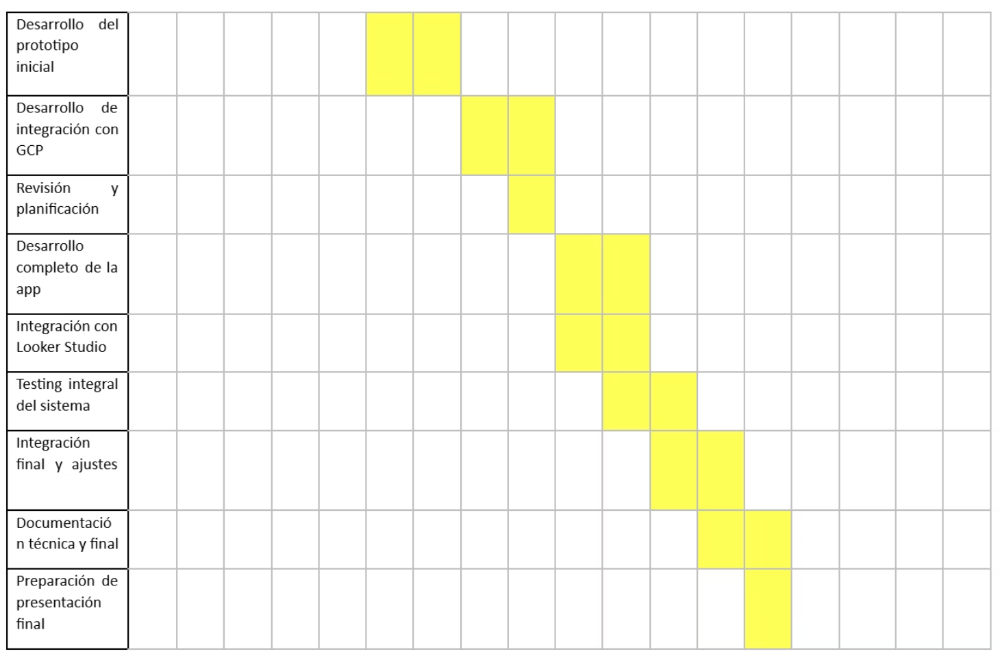 Desarrollo del
prototipo
inicial
Desarrollo de
integración con
GCP
Revisión y
planificación
Desarrollo
completo de la
app
Integración con
Looker Studio
Testing integral
del sistema
Integración
final y ajustes
Documentació
n técnica y final
Preparación de
presentación
final